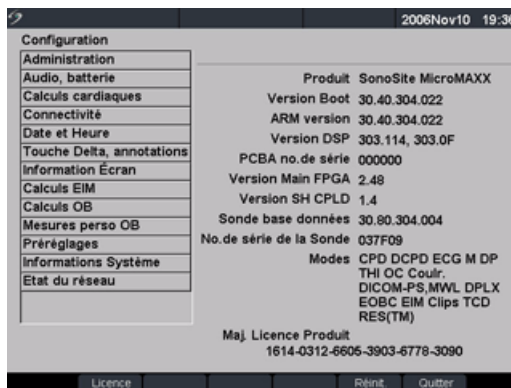 2006Nov10 19:36
Configuration
Administration
Audio, batterie
Calculs cardiaques
Connectivité
Date et Heure
Touche Delta, annotations
Information Écran
Calculs EIM
Calculs OB
Mesures perso OB
Préréglages
Informations Système
Etat du réseau
Produit SonoSite MicroMAXX
Version Boot 30.40.304.022
ARM version 30.40.304.022
Version DSP 303.114, 303.0F
PCBA no.de série 000000
Version Main FPGA 2.48
Version SH CPLD 1.4
Sonde base données 30.80.304.004
No.de série de la Sonde 037F09
Modes CPD DCPD ECG M DP
THI OC Coulr.
DICOM-PS,MWL DPLX
EOBC EIM Clips TCD
RES(TM)
Maj. Licence Produit
1614-0312-6605-3903-6778-3090
Licence Réinit. Quitter